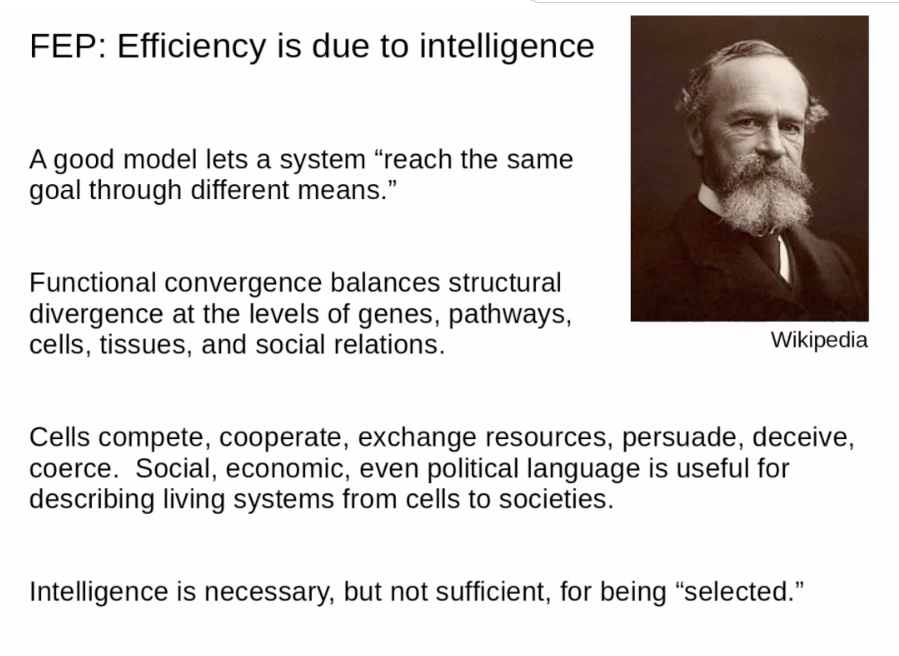 FEP: Efficiency is due to intelligence
A good model lets a system “reach the same
goal through different means.”
Functional convergence balances structural
divergence at the levels of genes, pathways,
cells, tissues, and social relations.
Wikipedia
Cells compete, cooperate, exchange resources, persuade, deceive,
coerce.  Social, economic, even political language is useful for
describing living systems from cells to societies.
Intelligence is necessary, but not sufficient, for being “selected.”